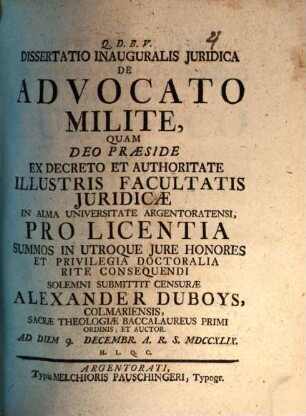 Q. D. B. V.
DISSERTATIO INAUGURALIS JURIDICA
DE
ADVOCATO
MILITE,
QUAM
DEO PRÆSIDE
EX DECRETO ET AUTHORITATE
ILLUSTRIS FACULTATIS
JURIDICÆ
IN ALMA UNIVERSITATE ARGENTORATENSI,
PRO LICENTIA
SUMMOS IN UTROQUE JURE HONORES
ET PRIVILEGIA DOCTORALIA
RITE CONSEQUENDI
SOLEMNI SUBMITTIT CENSURÆ
ALEXANDER DUBOYS,
COLMARIENSIS,
SACRÆ THEOLOGIÆ BACCALAUREUS PRIMI
ORDINIS, ET AUCTOR.
AD DIEM 9. DECEMBR. A. R. S. MDCCXLIX.
H. L. Q. C.
ARGENTORATI,
Typis MELCHIORIS PAUSCHINGERI, Typogr.